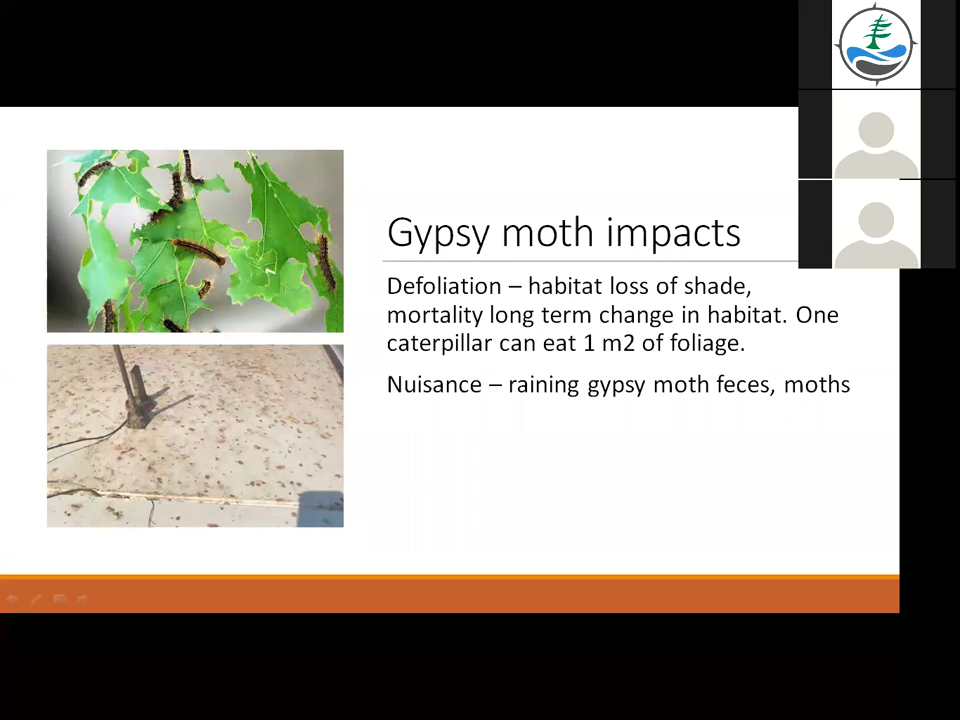 Gypsy moth impacts
Defoliation – habitat loss of shade,
mortality long term change in habitat. One
caterpillar can eat 1 m2 of foliage.
Nuisance – raining gypsy moth feces, moths